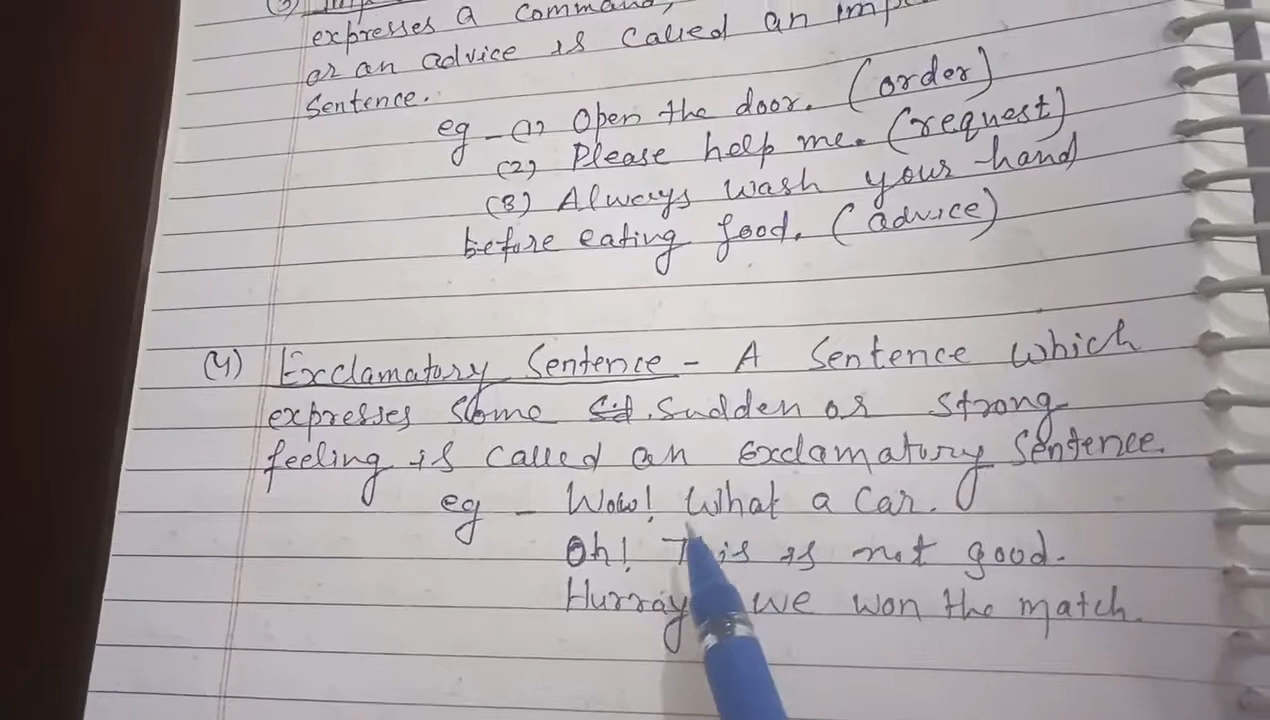 (3)
expresses a command,
or an advice is called an imp
Sentence.
eg - (1) Open the door. (order)
(2) Please help me. (request)
(3) Always wash your hand
before eating food. (advice)
(4) Exclamatory Sentence - A Sentence which
expresses some sudden or strong
feeling is called an exclamatory Sentence.
eg - Wow! What a car.
Oh! This is not good.
Hurray we won the match.